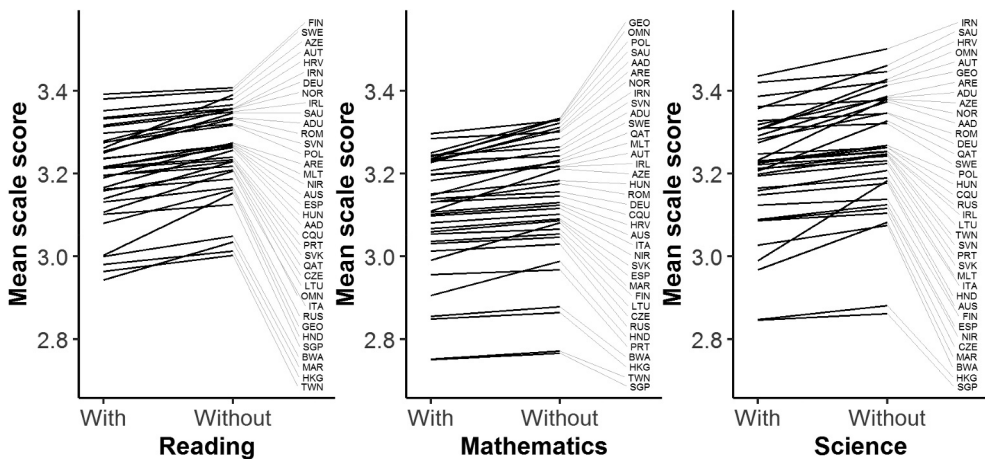 Mean scale score
3.4
3.2
3.0
2.8
With Without
Reading
FIN
SWE
AZE
AUT
HRV
IRN
DEU
NOR
IRL
SAU
ADU
ROM
SVN
POL
ARE
MLT
NIR
AUS
ESP
HUN
AAD
CQU
PRT
SVK
QAT
CZE
LTU
OMN
ITA
RUS
GEO
HND
SGP
BWA
MAR
HKG
TWN
Mean scale score
3.4
3.2
3.0
2.8
With Without
Mathematics
GEO
OMN
POL
SAU
AAD
ARE
NOR
IRN
SVN
ADU
SWE
QAT
MLT
AUT
IRL
AZE
HUN
ROM
DEU
CQU
HRV
AUS
ITA
NIR
SVK
ESP
MAR
FIN
LTU
CZE
RUS
HND
PRT
BWA
HKG
TWN
SGP
Mean scale score
3.4
3.2
3.0
2.8
With Without
Science
IRN
SAU
HRV
OMN
AUT
GEO
ARE
ADU
AZE
NOR
AAD
ROM
DEU
QAT
SWE
POL
HUN
CQU
RUS
IRL
LTU
TWN
SVN
PRT
SVK
MLT
ITA
HND
AUS
FIN
ESP
NIR
CZE
MAR
BWA
HKG
SGP